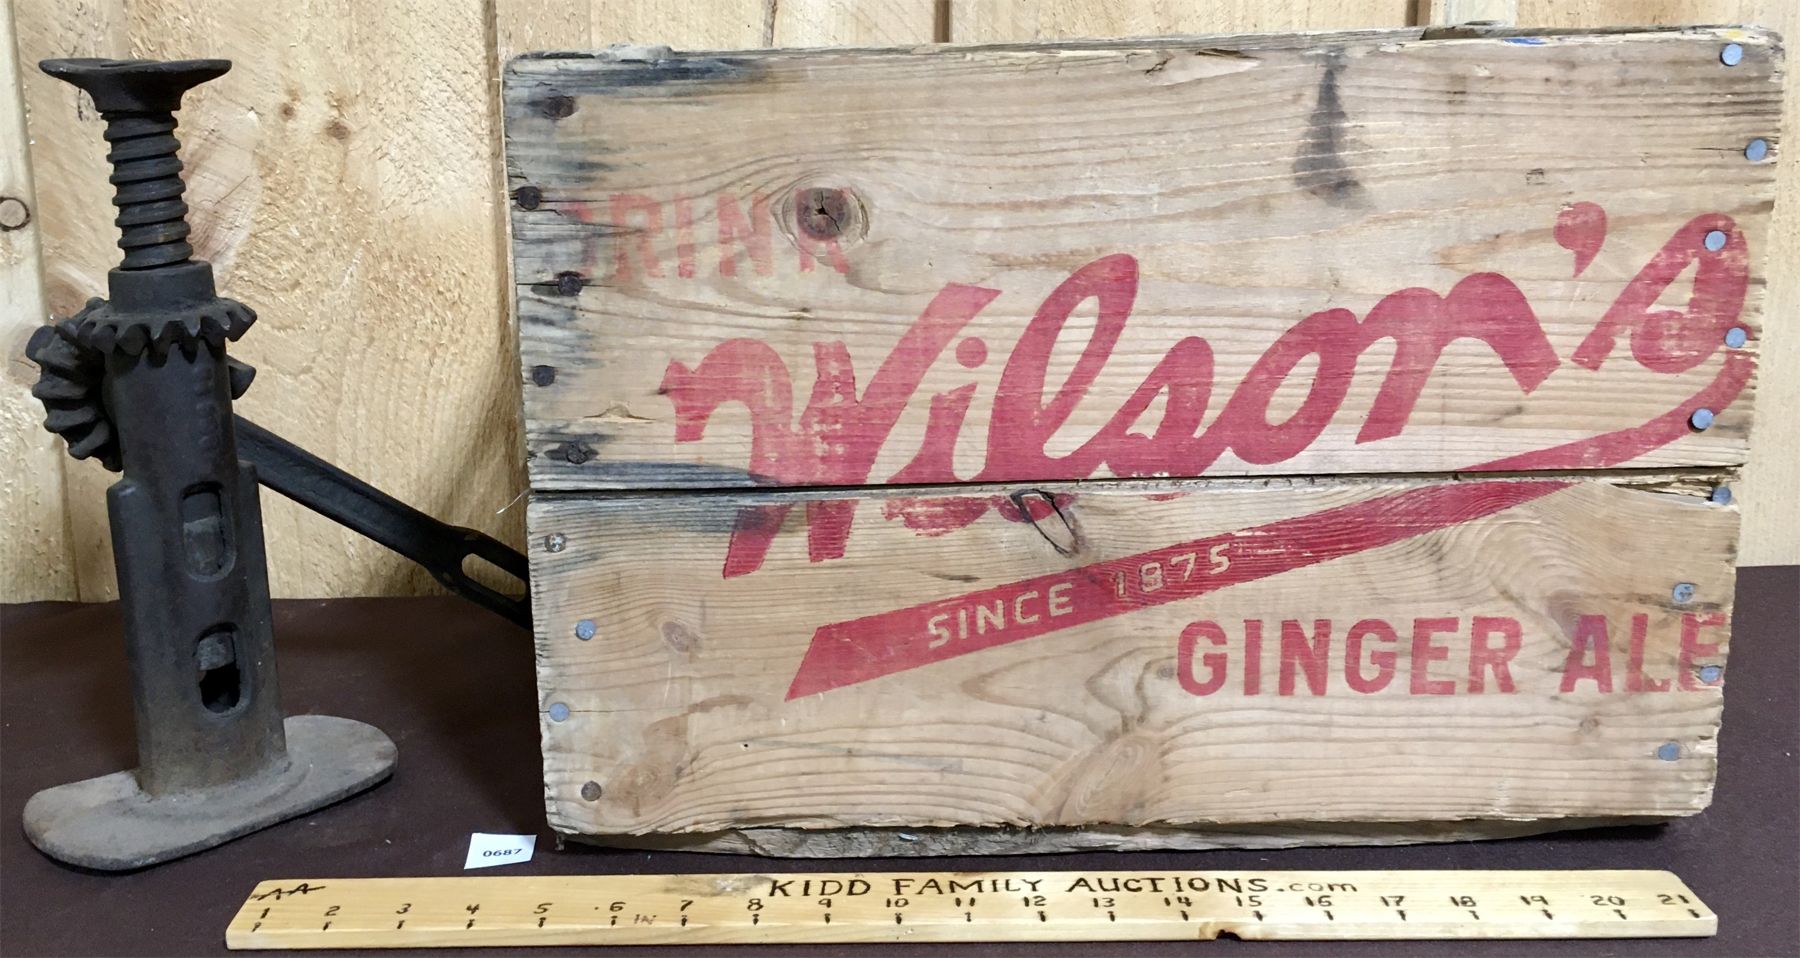 DRINK
Wilson's
SINCE 1875
GINGER ALE
0687
AA KIDD FAMILY AUCTIONS.com
1 2 3 4 5 6 7 8 9 10 11 12 13 14 15 16 17 18 19 20 21
IN